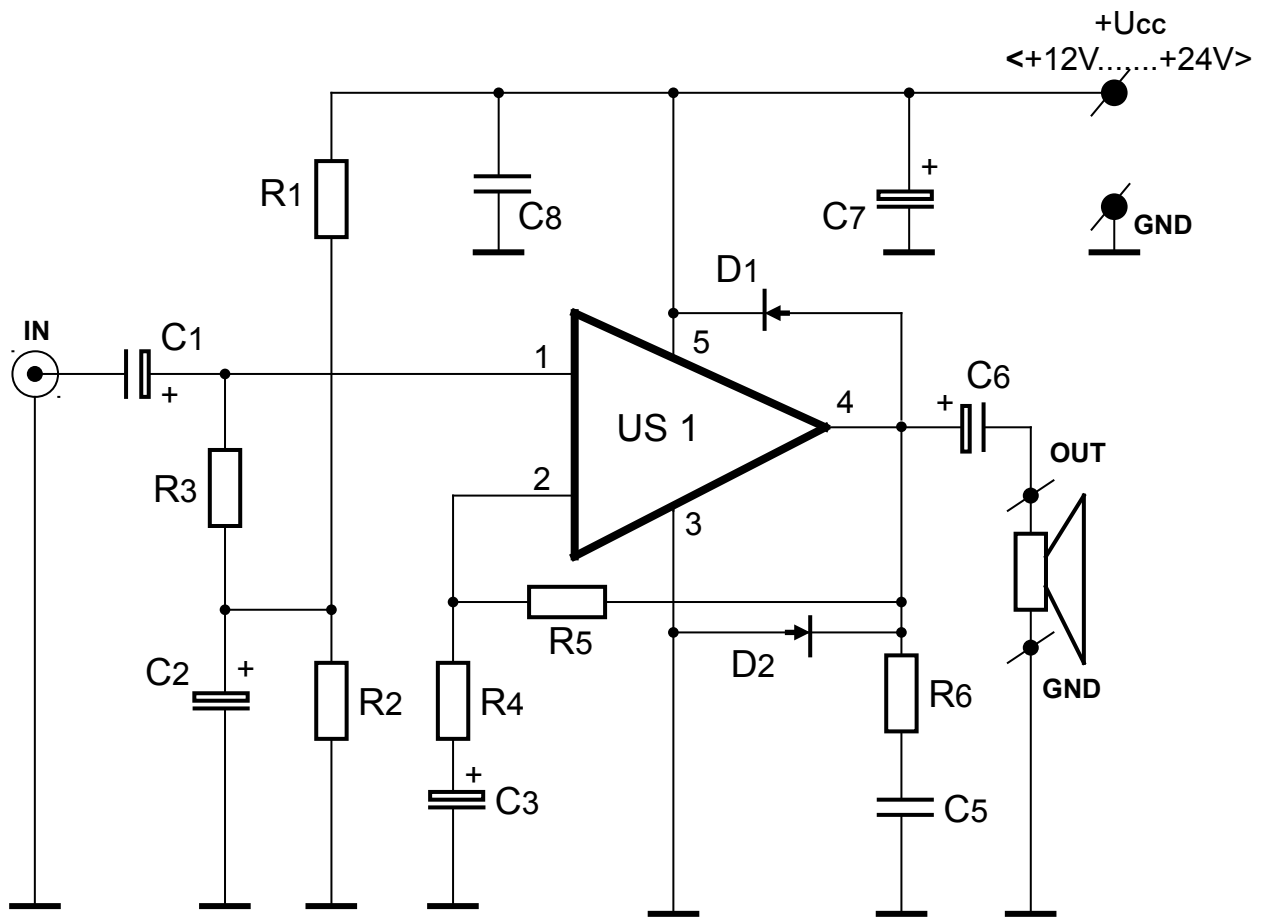 +Ucc
<+12V.......+24V>
R1
C8
+
C7
GND
D1
IN
C1
+
1
5
4
+
C6
US 1
OUT
2
3
R3
R5
D2
C2
+
R2
R4
R6
GND
+
C3
C5